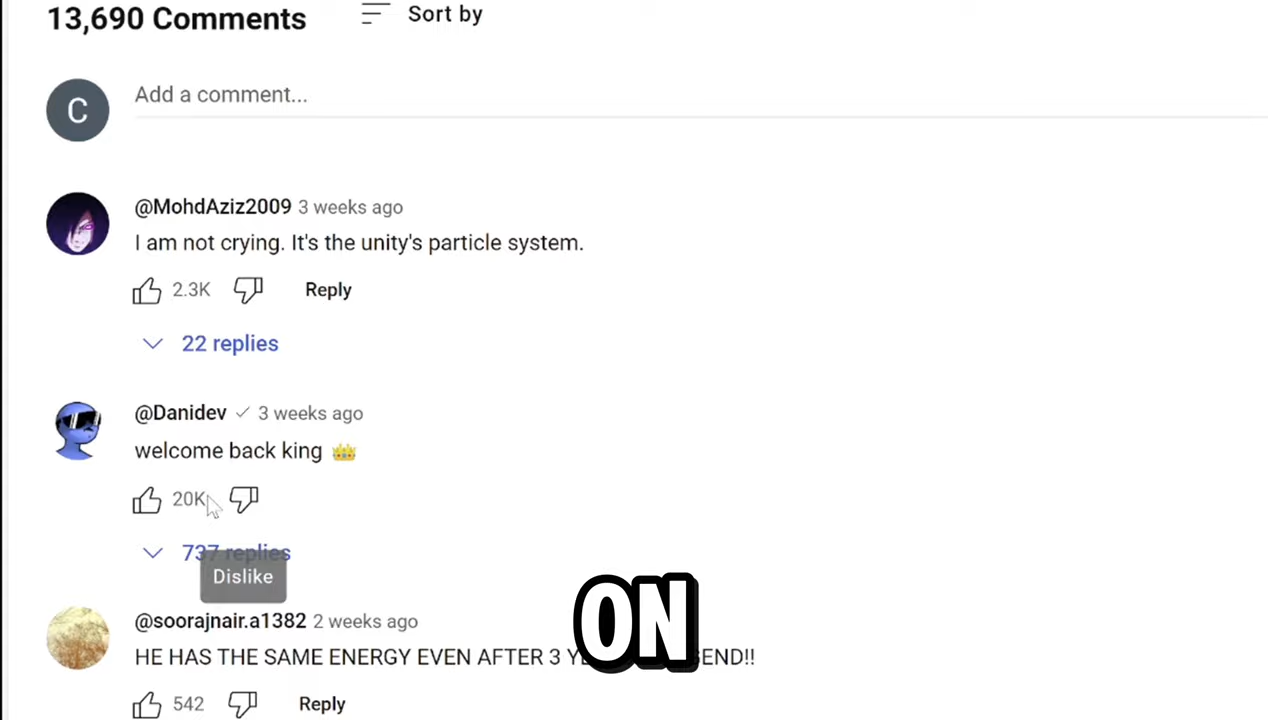 13,690 Comments
Sort by
C
Add a comment...
@MohdAziz2009 3 weeks ago
I am not crying. It's the unity's particle system.
2.3K
Reply
22 replies
@Danidev 3 weeks ago
welcome back king 👑
20K
737 replies
Dislike
@soorajnair.a1382 2 weeks ago
HE HAS THE SAME ENERGY EVEN AFTER 3
ON
542
Reply